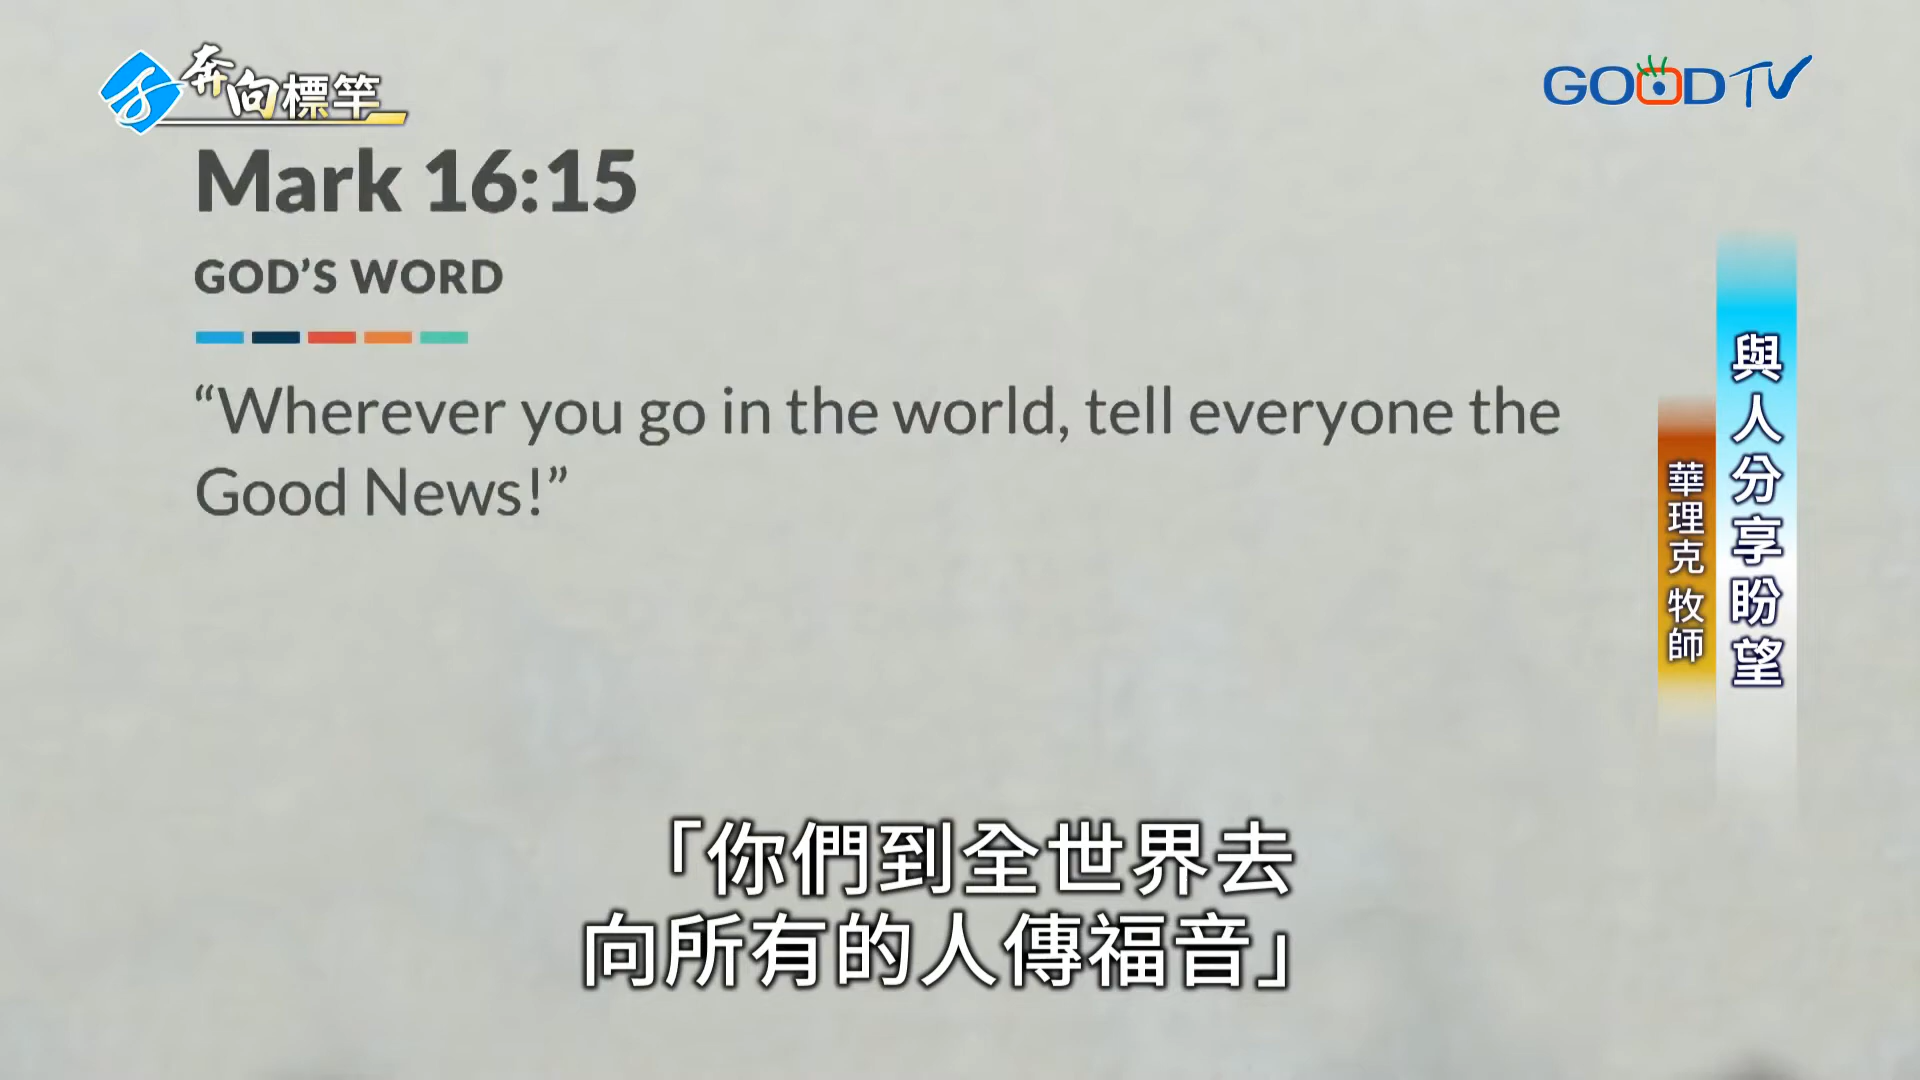 奔向標竿
GOOD TV
Mark 16:15
GOD’S WORD
“Wherever you go in the world, tell everyone the
Good News!”
與人分享盼望
華理克 牧師
「你們到全世界去
向所有的人傳福音」